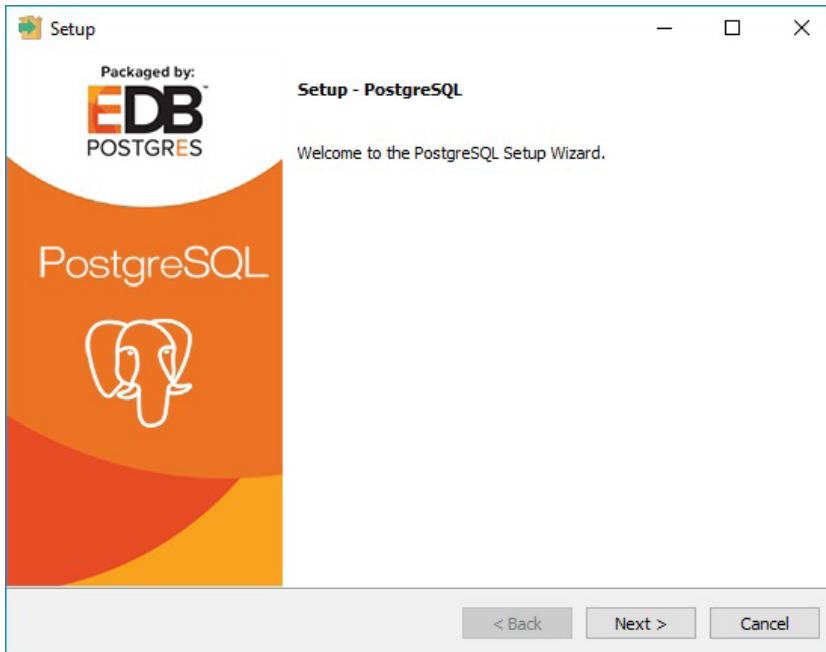 Setup
Packaged by:
EDB
POSTGRES
PostgreSQL
Setup - PostgreSQL
Welcome to the PostgreSQL Setup Wizard.
< Back
Next >
Cancel